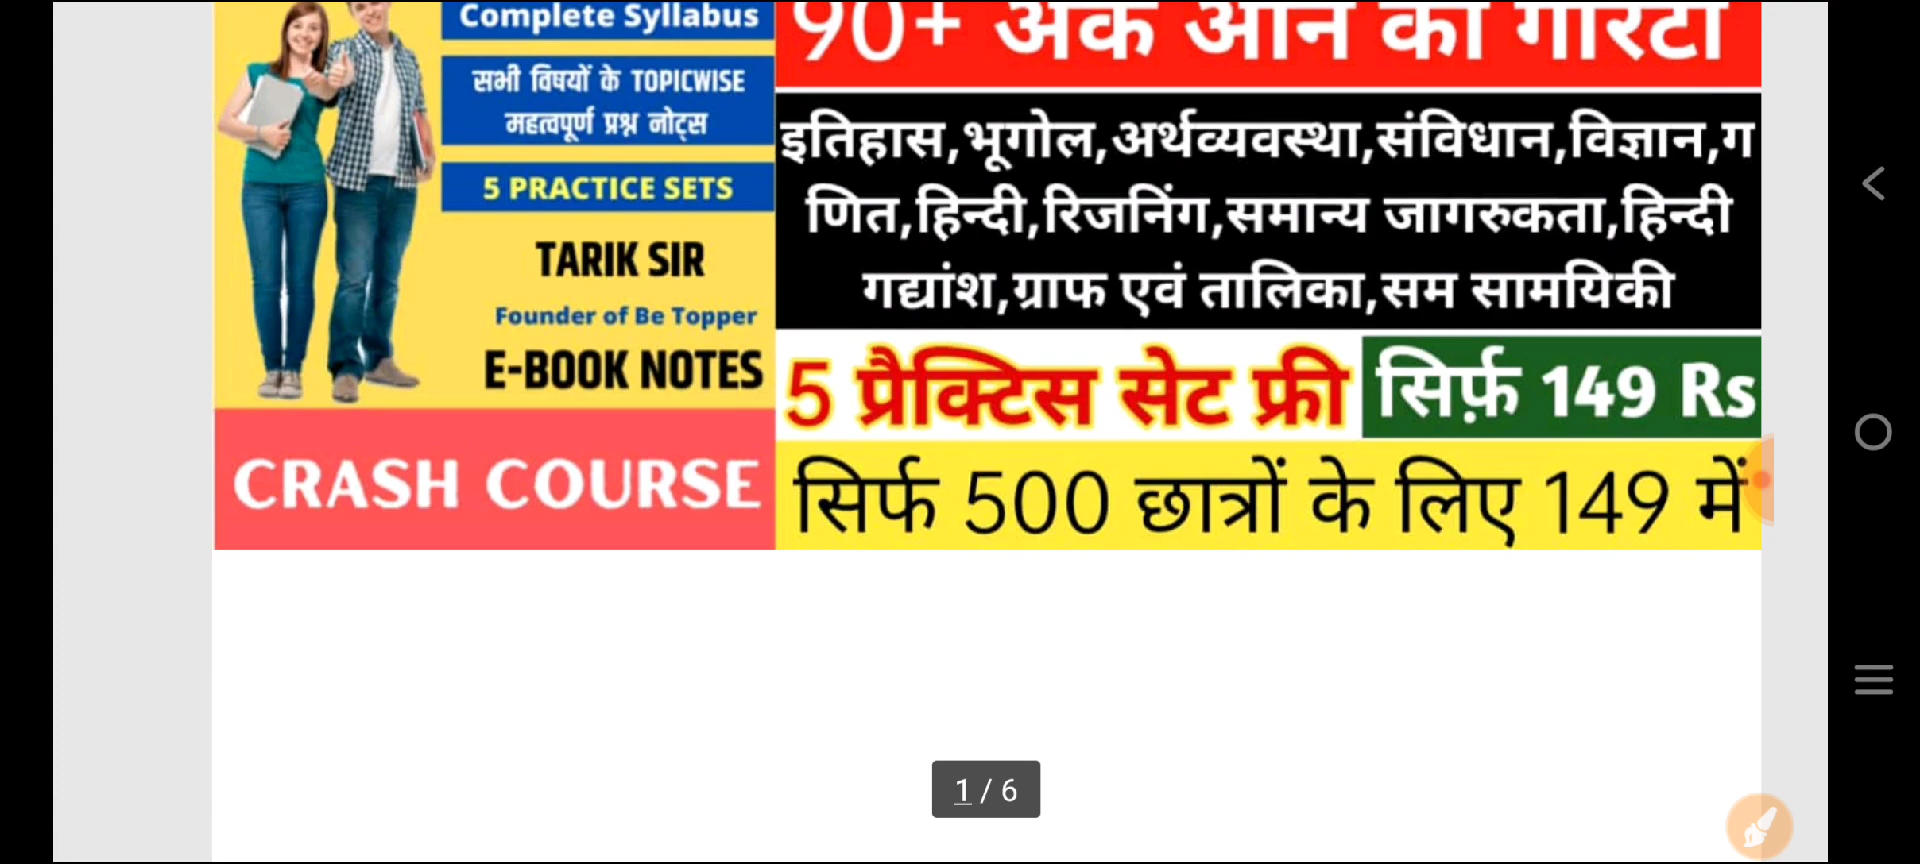 Complete Syllabus
सभी विषयों के TOPICWISE
महत्वपूर्ण प्रश्न नोट्स
5 PRACTICE SETS
TARIK SIR
Founder of Be Topper
E-BOOK NOTES
CRASH COURSE
90+ अंक आने की गारंटी
इतिहास,भूगोल,अर्थव्यवस्था,संविधान,विज्ञान,ग
णित,हिन्दी,रिजनिंग,समान्य जागरुकता,हिन्दी
गद्यांश,ग्राफ एवं तालिका,सम सामयिकी
5 प्रैक्टिस सेट फ्री
सिर्फ़ 149 Rs
सिर्फ 500 छात्रों के लिए 149 में
1 / 6